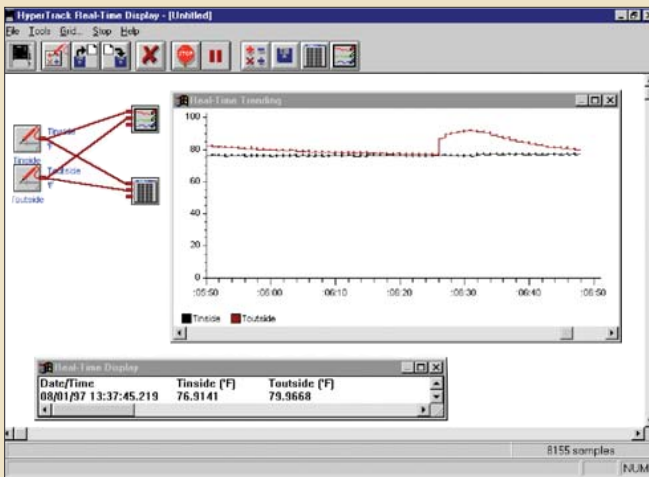 HyperTrack Real-Time Display - [Untitled]
File Tools Grid... Stop Help
STOP
Real-Time Trending
100
80
60
40
20
0
:05:50 :06:00 :06:10 :06:20 :06:30 :06:40 :06:50
Tinside Toutside
Tinside
°F
Tinside
Toutside
°F
Toutside
Real-Time Display
Date/Time Tinside (°F) Toutside (°F)
08/01/97 13:37:45.219 76.9141 79.9668
8155 samples
NUM